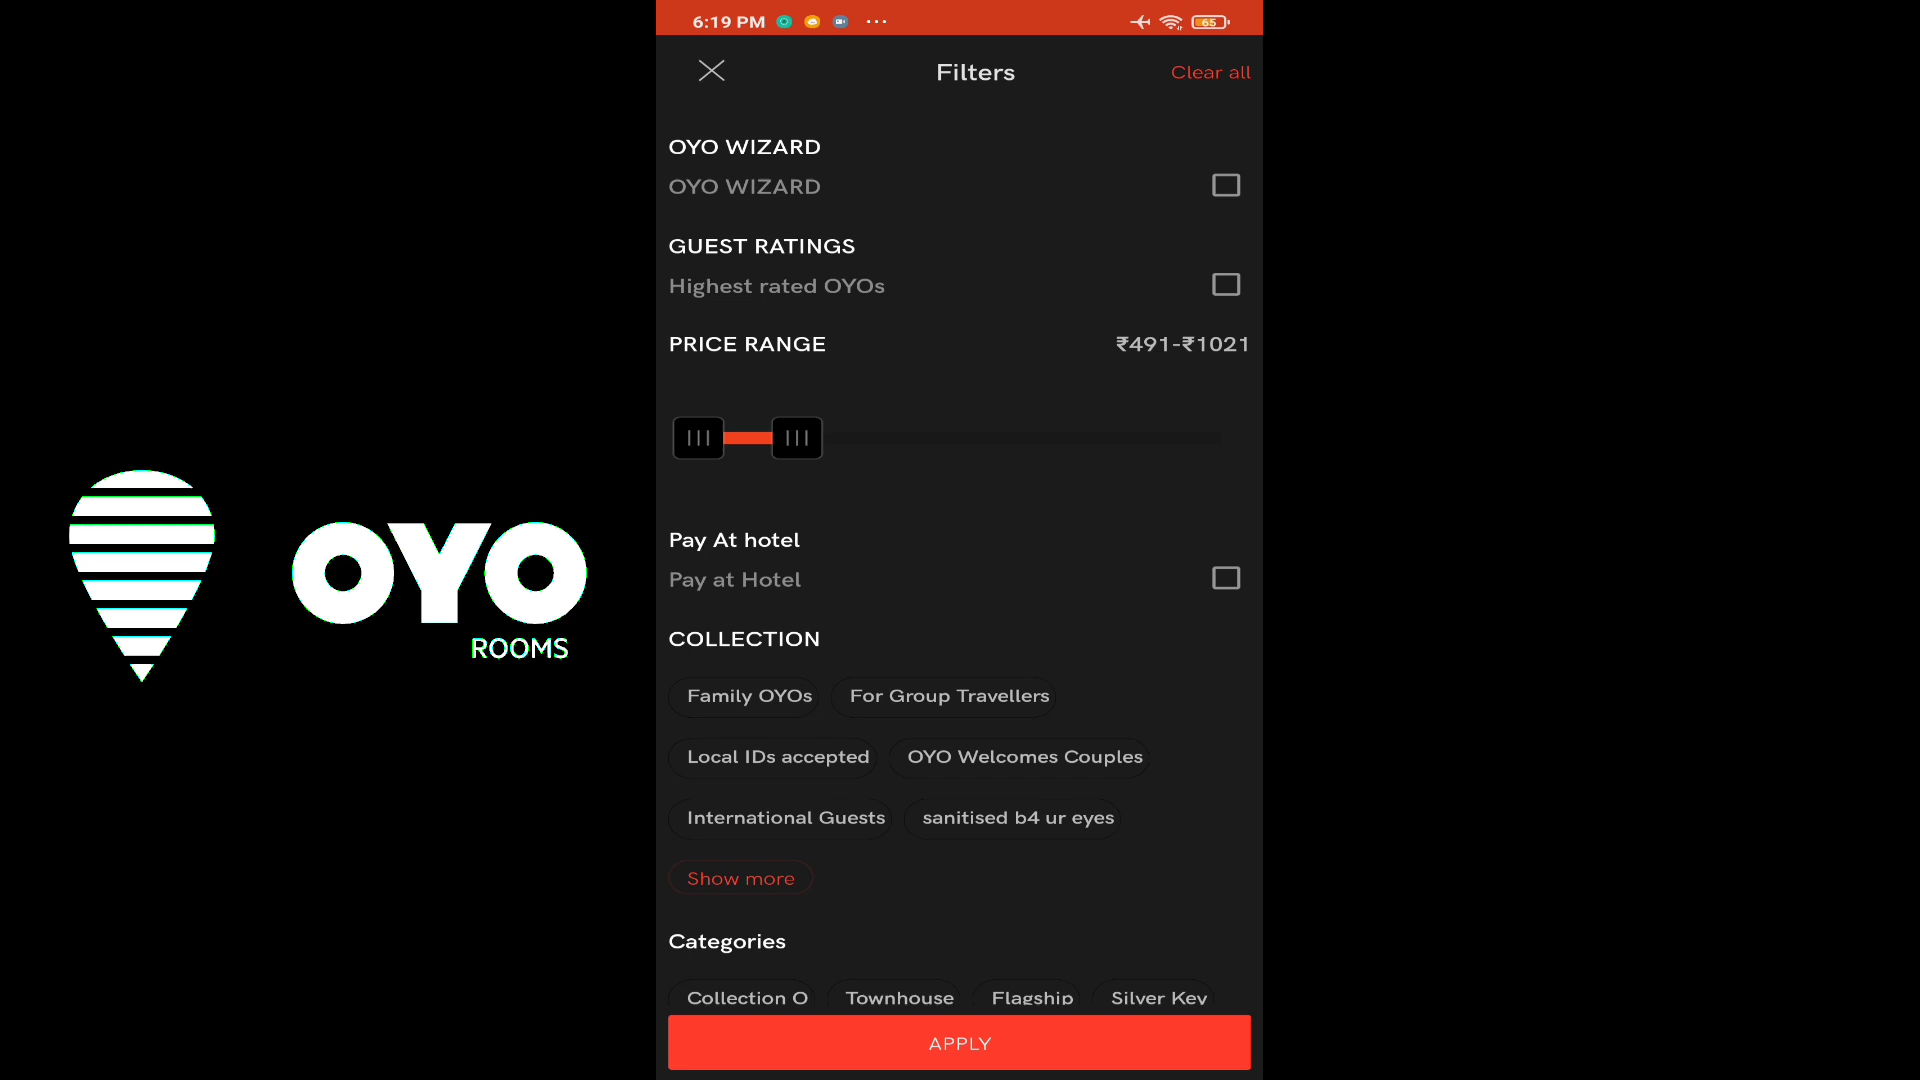 6:19 PM
65
Filters
Clear all
OYO WIZARD
OYO WIZARD
GUEST RATINGS
Highest rated OYOs
PRICE RANGE
₹491-₹1021
Pay At hotel
Pay at Hotel
COLLECTION
Family OYOs
For Group Travellers
Local IDs accepted
OYO Welcomes Couples
International Guests
sanitised b4 ur eyes
Show more
Categories
Collection O
Townhouse
Flagship
Silver Key
APPLY
OYO
ROOMS